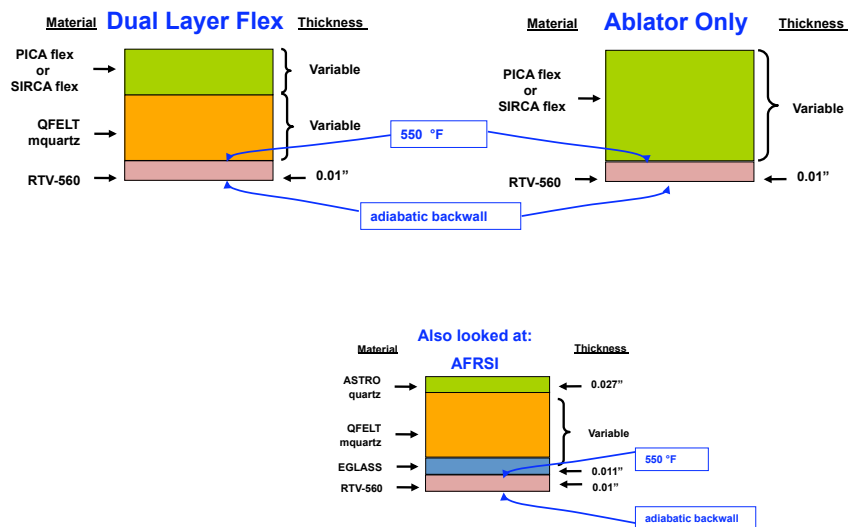 Dual Layer Flex
Material
Thickness
PICA flex
or
SIRCA flex
Variable
QFELT
mquartz
Variable
RTV-560
0.01”
550 °F
adiabatic backwall
Ablator Only
Material
Thickness
PICA flex
or
SIRCA flex
Variable
RTV-560
0.01”
Also looked at:
AFRSI
Material
Thickness
ASTRO
quartz
0.027”
QFELT
mquartz
Variable
EGLASS
0.011”
RTV-560
0.01”
550 °F
adiabatic backwall